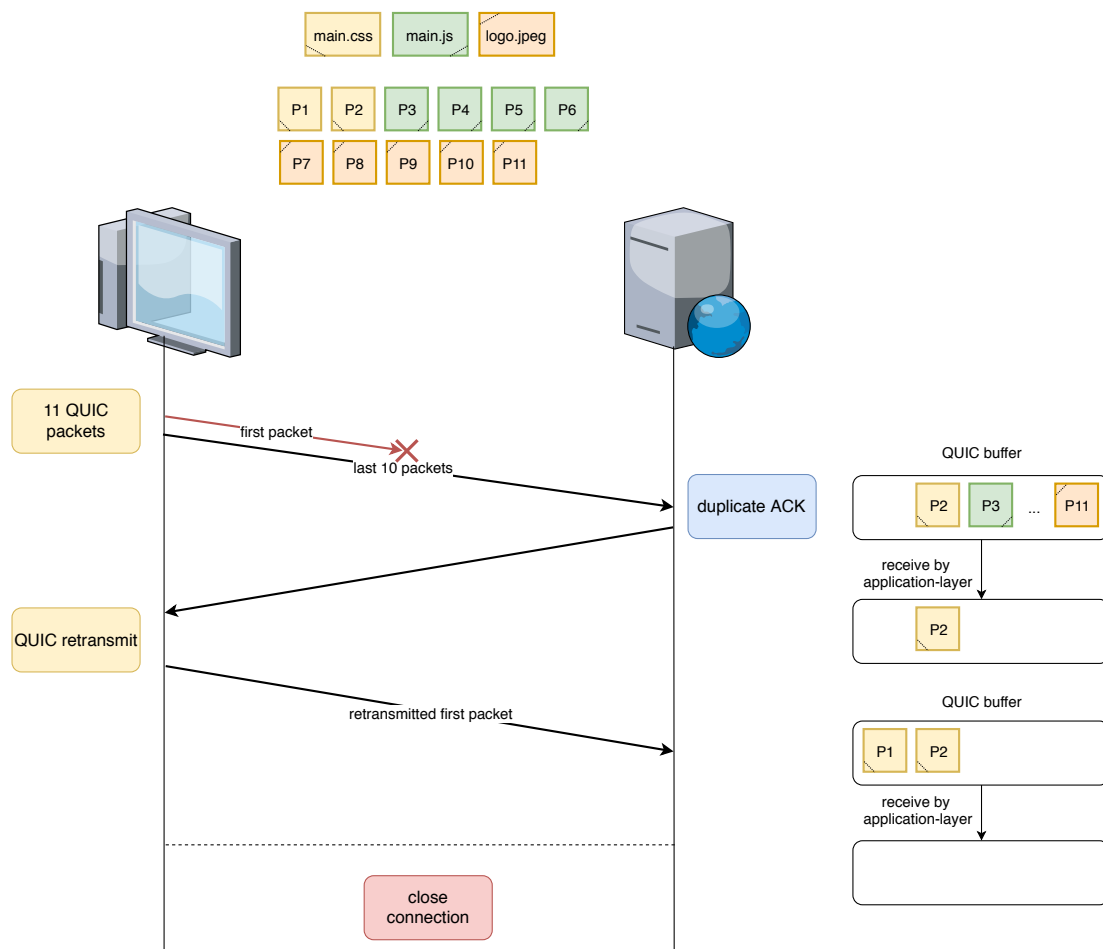 main.css main.js logo.jpeg
P1 P2 P3 P4 P5 P6
P7 P8 P9 P10 P11
11 QUIC
packets
first packet
last 10 packets
QUIC buffer
duplicate ACK
P2 P3 ... P11
receive by
application-layer
P2
QUIC retransmit
retransmitted first packet
QUIC buffer
P1 P2
receive by
application-layer
close
connection